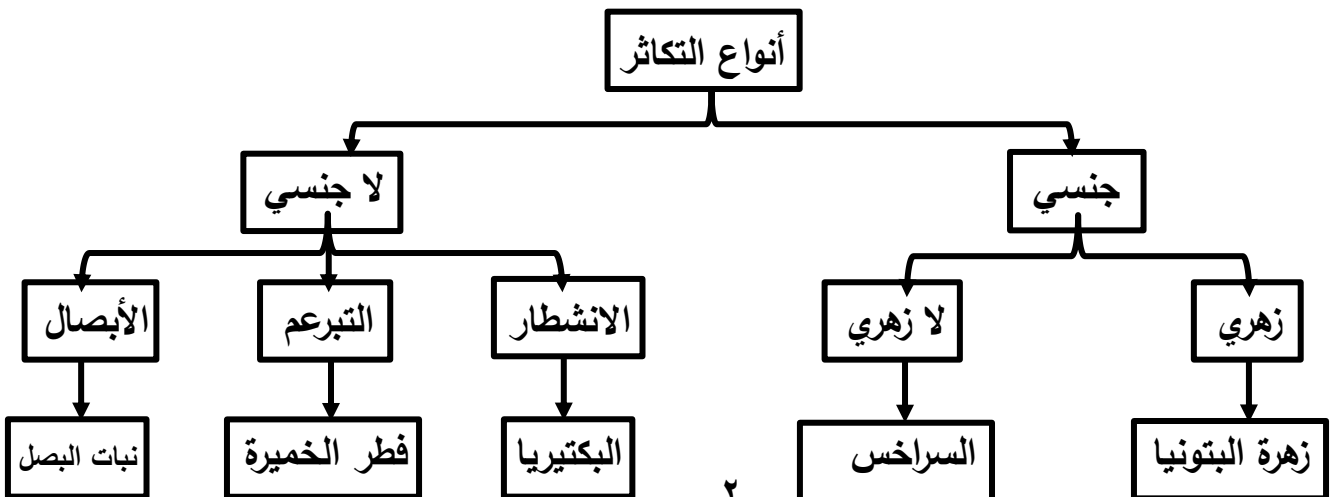 أنواع التكاثر
جنسي
لا جنسي
زهري
لا زهري
الانشطار
التبرعم
الأبصال
زهرة البتونيا
السراخس
البكتيريا
فطر الخميرة
نبات البصل
٢